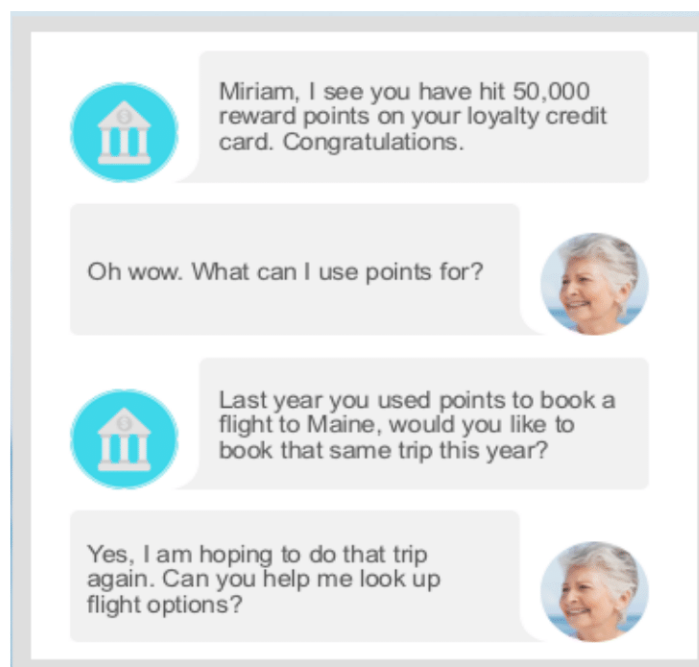 Miriam, I see you have hit 50,000
reward points on your loyalty credit
card. Congratulations.
Oh wow. What can I use points for?
Last year you used points to book a
flight to Maine, would you like to
book that same trip this year?
Yes, I am hoping to do that trip
again. Can you help me look up
flight options?